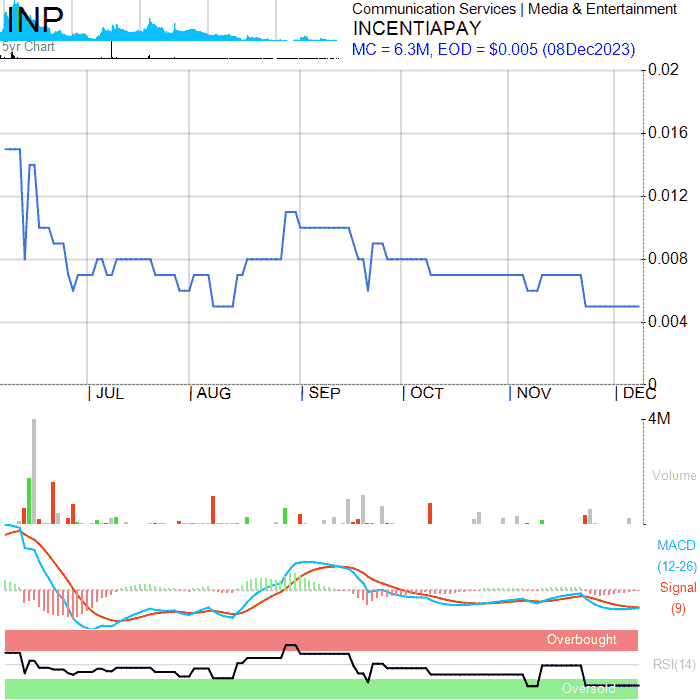 INP
5yr Chart
Communication Services | Media & Entertainment
INCENTIAPAY
MC = 6.3M, EOD = $0.005 (08Dec2023)
0.02
0.016
0.012
0.008
0.004
0
JUL
AUG
SEP
OCT
NOV
DEC
4M
Volume
MACD
(12-26)
Signal
(9)
Overbought
RSI(14)
Oversold